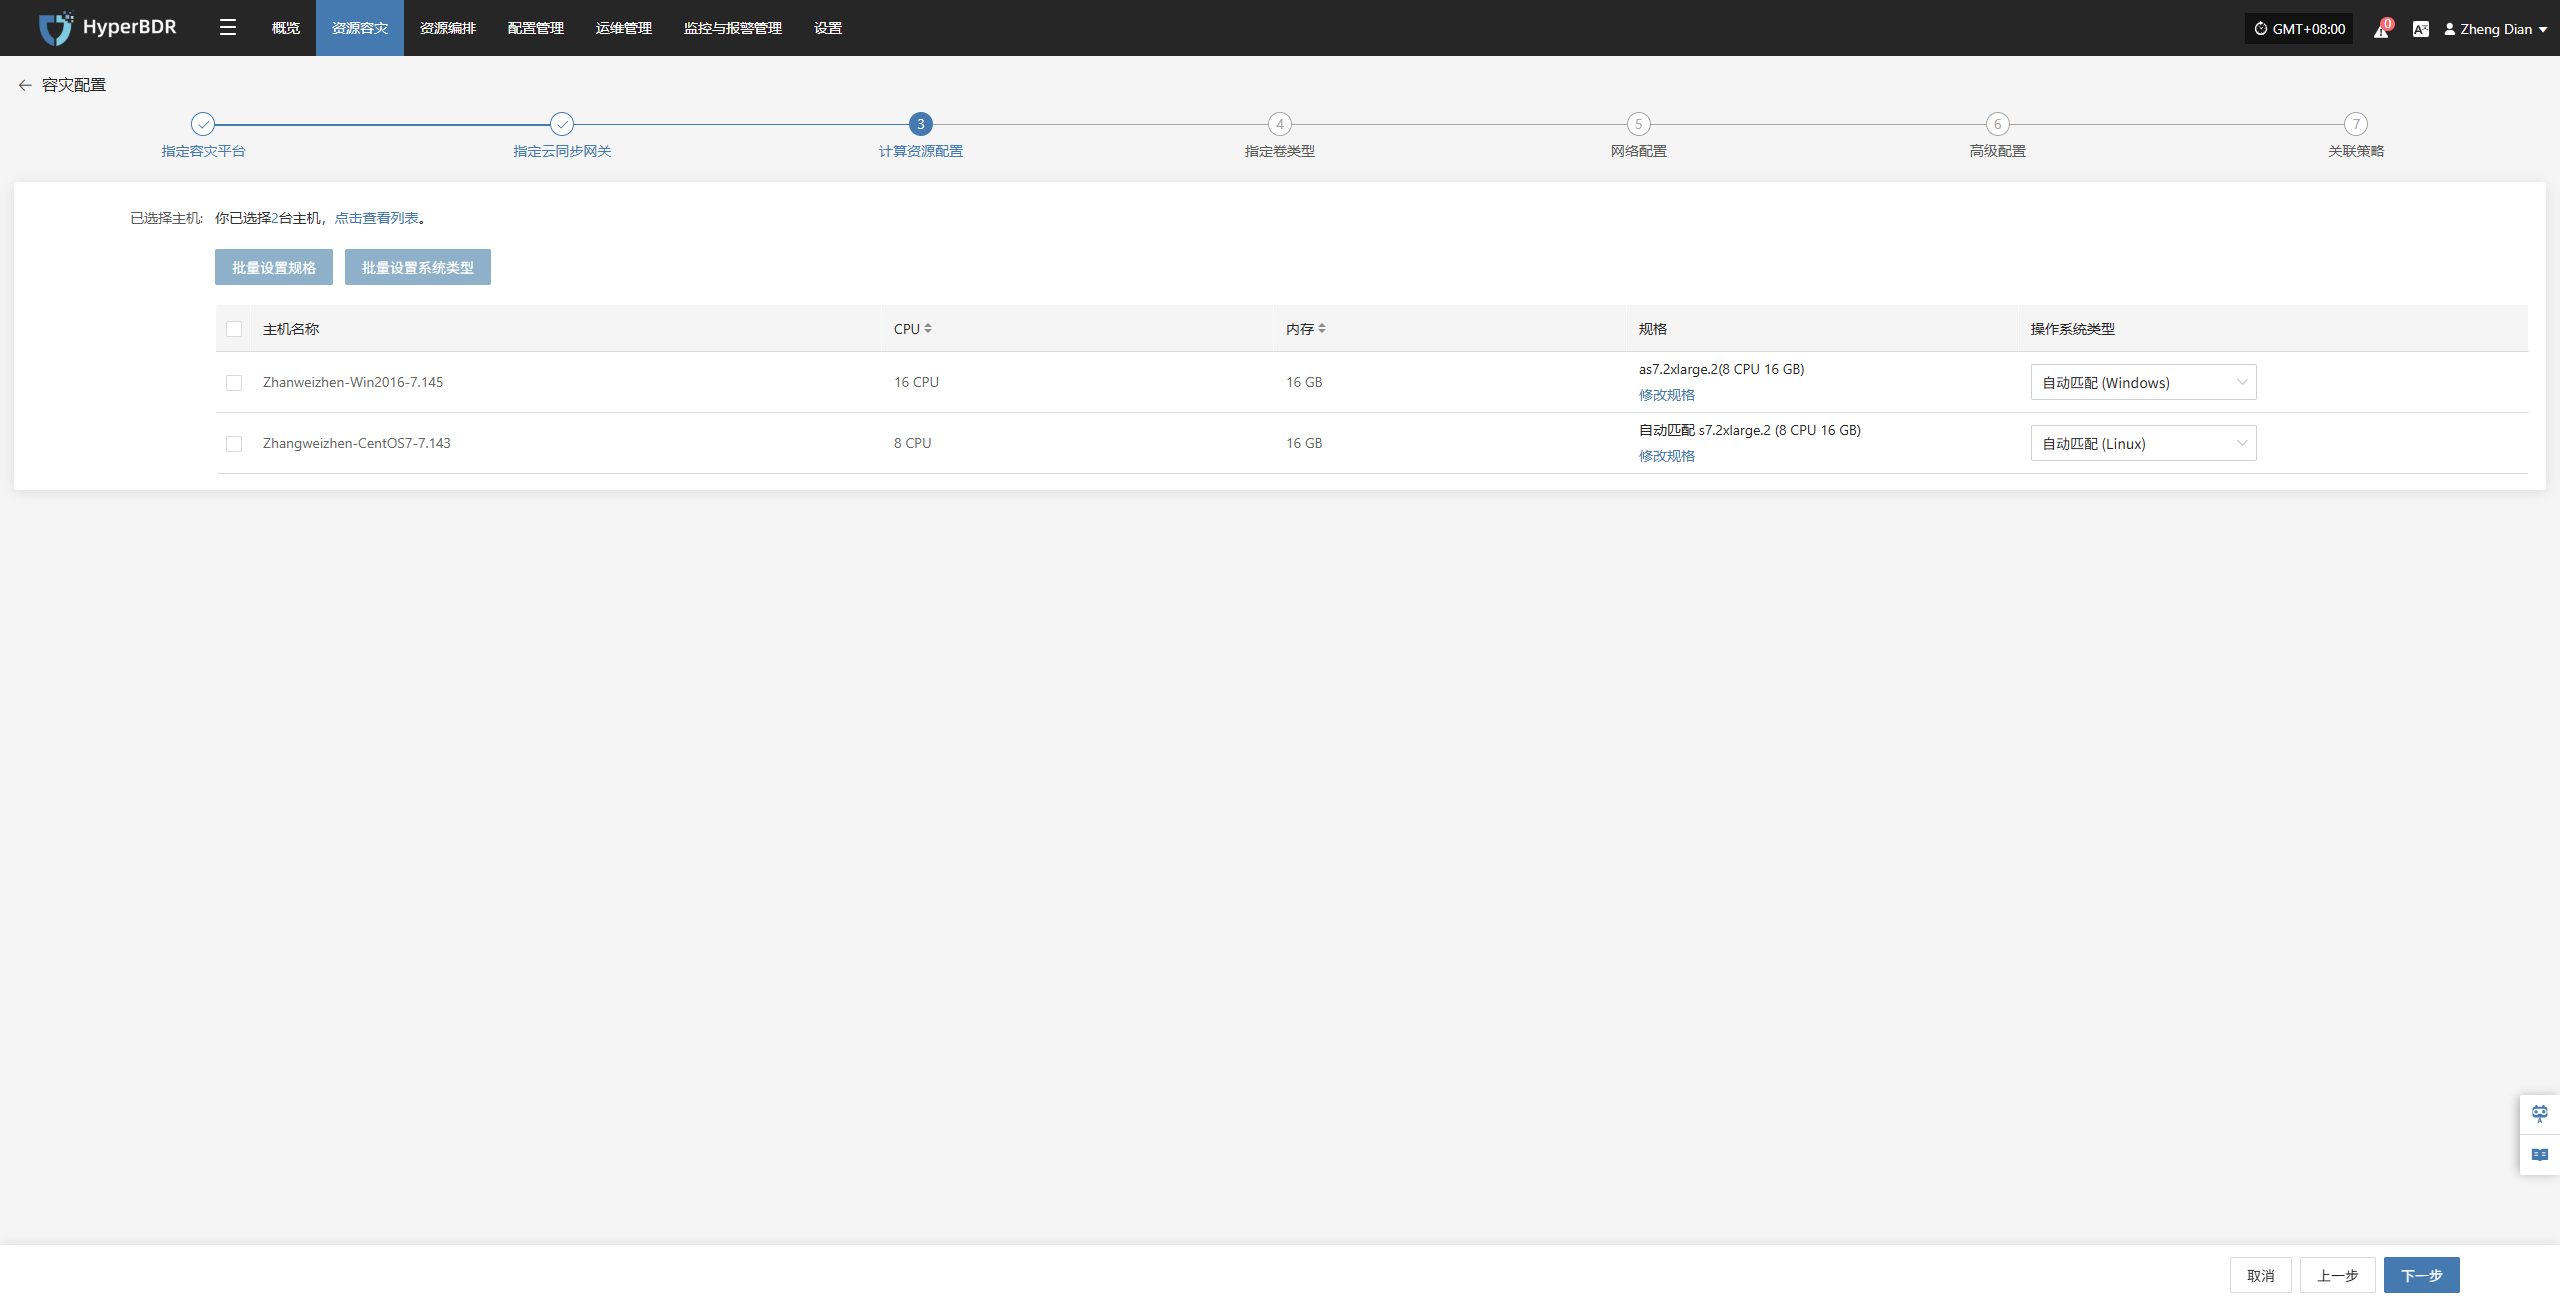 HyperBDR
概览
资源容灾
资源编排
配置管理
运维管理
监控与报警管理
设置
GMT+08:00
0
Zheng Dian
容灾配置
3
4
5
6
7
指定容灾平台
指定云同步网关
计算资源配置
指定卷类型
网络配置
高级配置
关联策略
已选择主机: 你已选择2台主机，点击查看列表。
批量设置规格
批量设置系统类型
主机名称
CPU
内存
规格
操作系统类型
Zhanweizhen-Win2016-7.145
16 CPU
16 GB
as7.2xlarge.2(8 CPU 16 GB)
修改规格
自动匹配 (Windows)
Zhangweizhen-CentOS7-7.143
8 CPU
16 GB
自动匹配 s7.2xlarge.2 (8 CPU 16 GB)
修改规格
自动匹配 (Linux)
取消
上一步
下一步